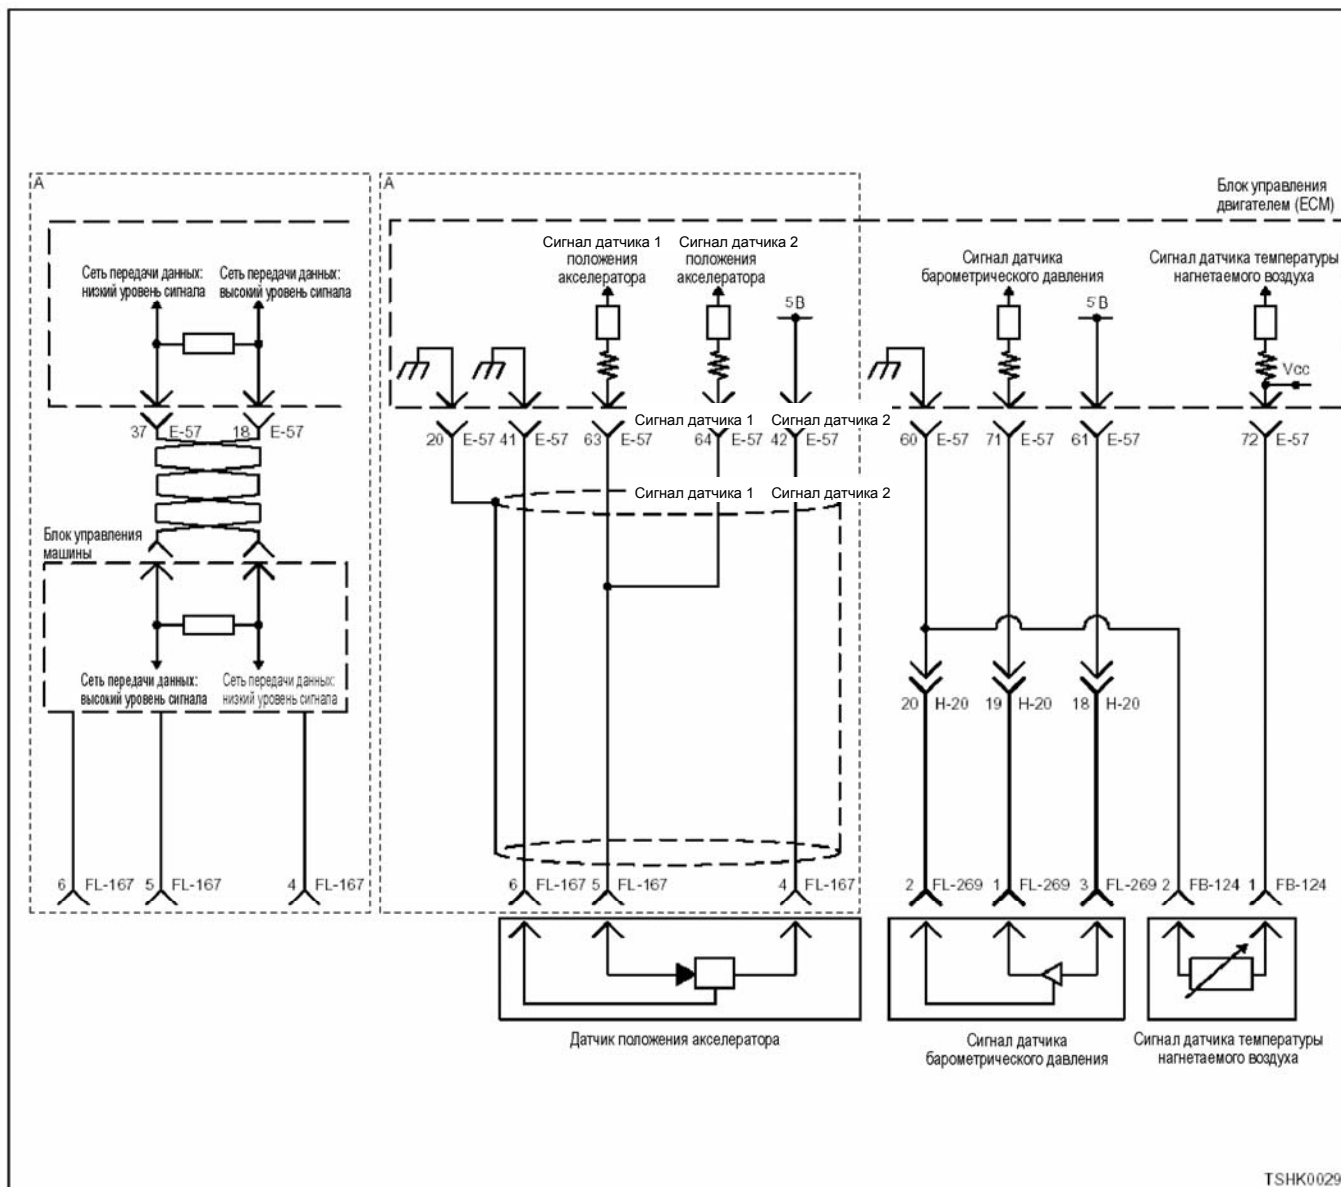 A
A
Блок управления
двигателем (ECM)
Сигнал датчика 1
положения
акселератора
Сигнал датчика 2
положения
акселератора
Сеть передачи данных:
низкий уровень сигнала
Сеть передачи данных:
высокий уровень сигнала
Сигнал датчика
барометрического давления
Сигнал датчика температуры
нагнетаемого воздуха
5В
5В
Vcc
Сигнал датчика 1 Сигнал датчика 2
37 E-57 18 E-57
20 E-57 41 E-57 63 E-57 64 E-57 42 E-57 60 E-57 71 E-57 61 E-57 72 E-57
Сигнал датчика 1 Сигнал датчика 2
Блок управления
машины
Сеть передачи данных:
высокий уровень сигнала
Сеть передачи данных:
низкий уровень сигнала
20 H-20 19 H-20 18 H-20
6 FL-167 5 FL-167 4 FL-167
6 FL-167 5 FL-167 4 FL-167
2 FL-269 1 FL-269 3 FL-269 2 FB-124 1 FB-124
Датчик положения акселератора
Сигнал датчика
барометрического давления
Сигнал датчика температуры
нагнетаемого воздуха
TSHK0029